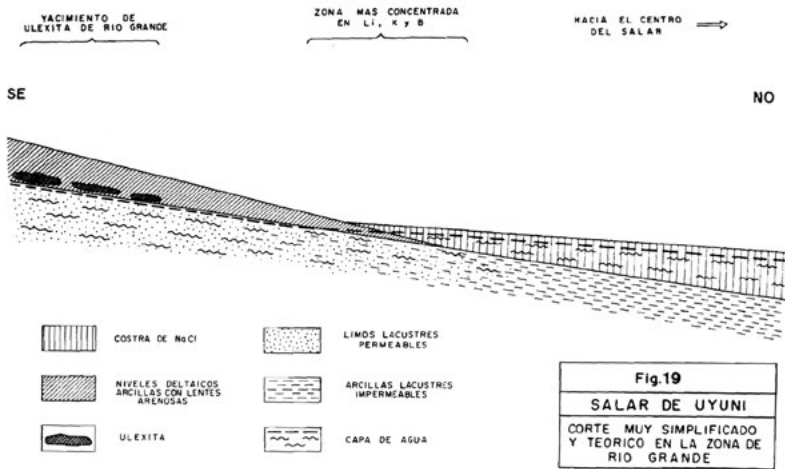 YACIMIENTO DE
ULEXITA DE RIO GRANDE
ZONA MAS CONCENTRADA
EN Li, K y B
HACIA EL CENTRO
DEL SALAR
SE
NO
COSTRA DE NaCl
LIMOS LACUSTRES
PERMEABLES
NIVELES DELTAICOS
ARCILLAS CON LENTES
ARENOSAS
ARCILLAS LACUSTRES
IMPERMEABLES
ULEXITA
CAPA DE AGUA
Fig.19
SALAR DE UYUNI
CORTE MUY SIMPLIFICADO
Y TEORICO EN LA ZONA DE
RIO GRANDE